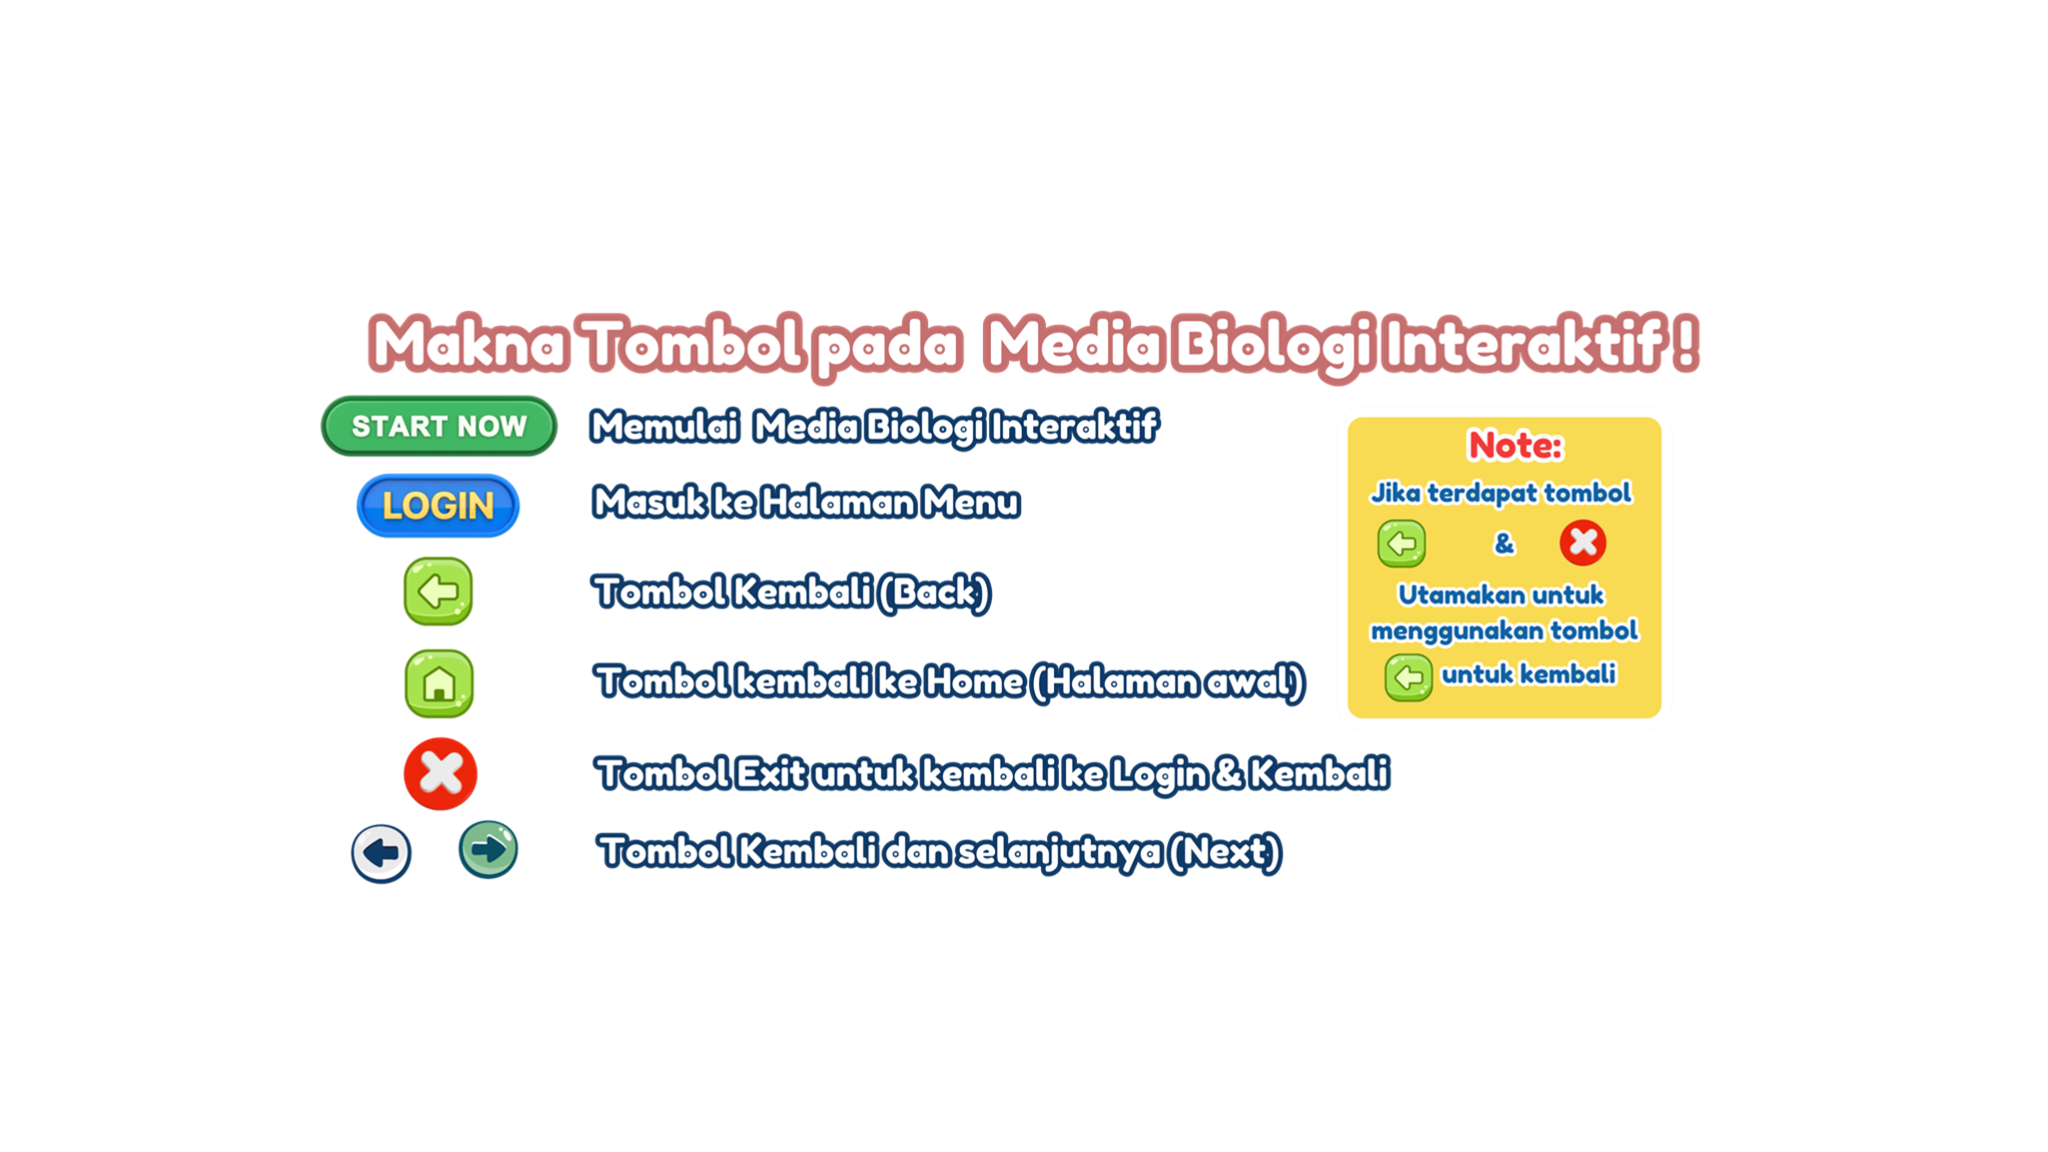 Makna Tombol pada Media Biologi Interaktif !
START NOW
Memulai Media Biologi Interaktif
LOGIN
Masuk ke Halaman Menu
Tombol Kembali (Back)
Tombol kembali ke Home (Halaman awal)
Tombol Exit untuk kembali ke Login & Kembali
Tombol Kembali dan selanjutnya (Next)
Note:
Jika terdapat tombol
&
Utamakan untuk
menggunakan tombol
untuk kembali